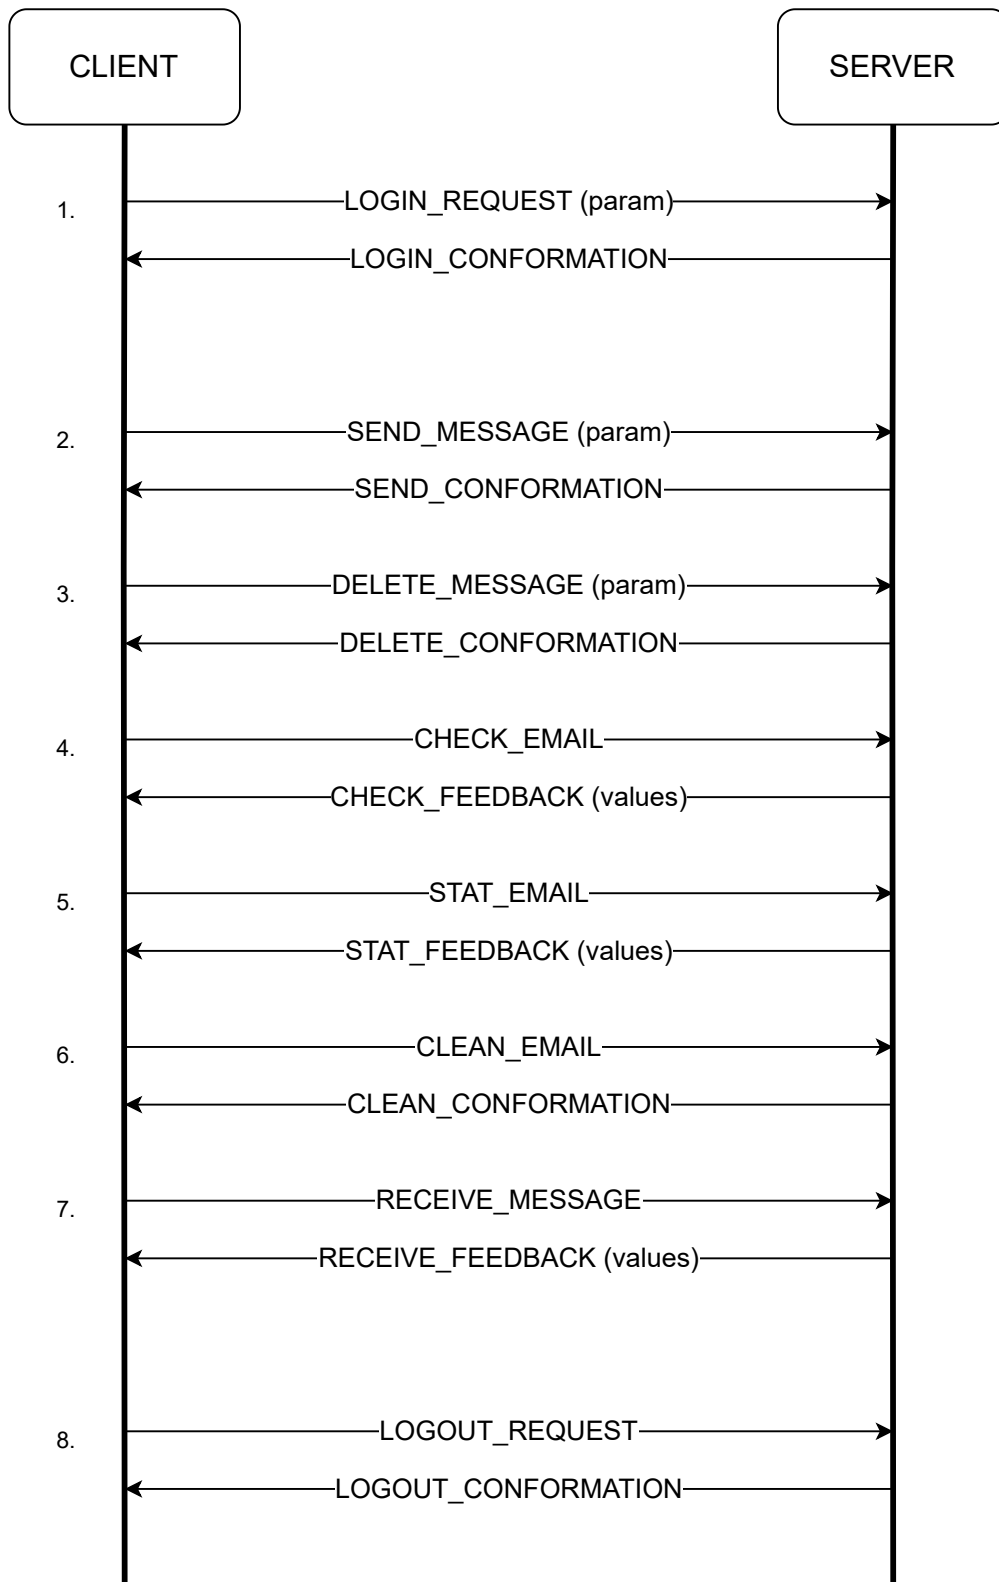 CLIENT
SERVER
1.
LOGIN_REQUEST (param)
LOGIN_CONFORMATION
2.
SEND_MESSAGE (param)
SEND_CONFORMATION
3.
DELETE_MESSAGE (param)
DELETE_CONFORMATION
4.
CHECK_EMAIL
CHECK_FEEDBACK (values)
5.
STAT_EMAIL
STAT_FEEDBACK (values)
6.
CLEAN_EMAIL
CLEAN_CONFORMATION
7.
RECEIVE_MESSAGE
RECEIVE_FEEDBACK (values)
8.
LOGOUT_REQUEST
LOGOUT_CONFORMATION